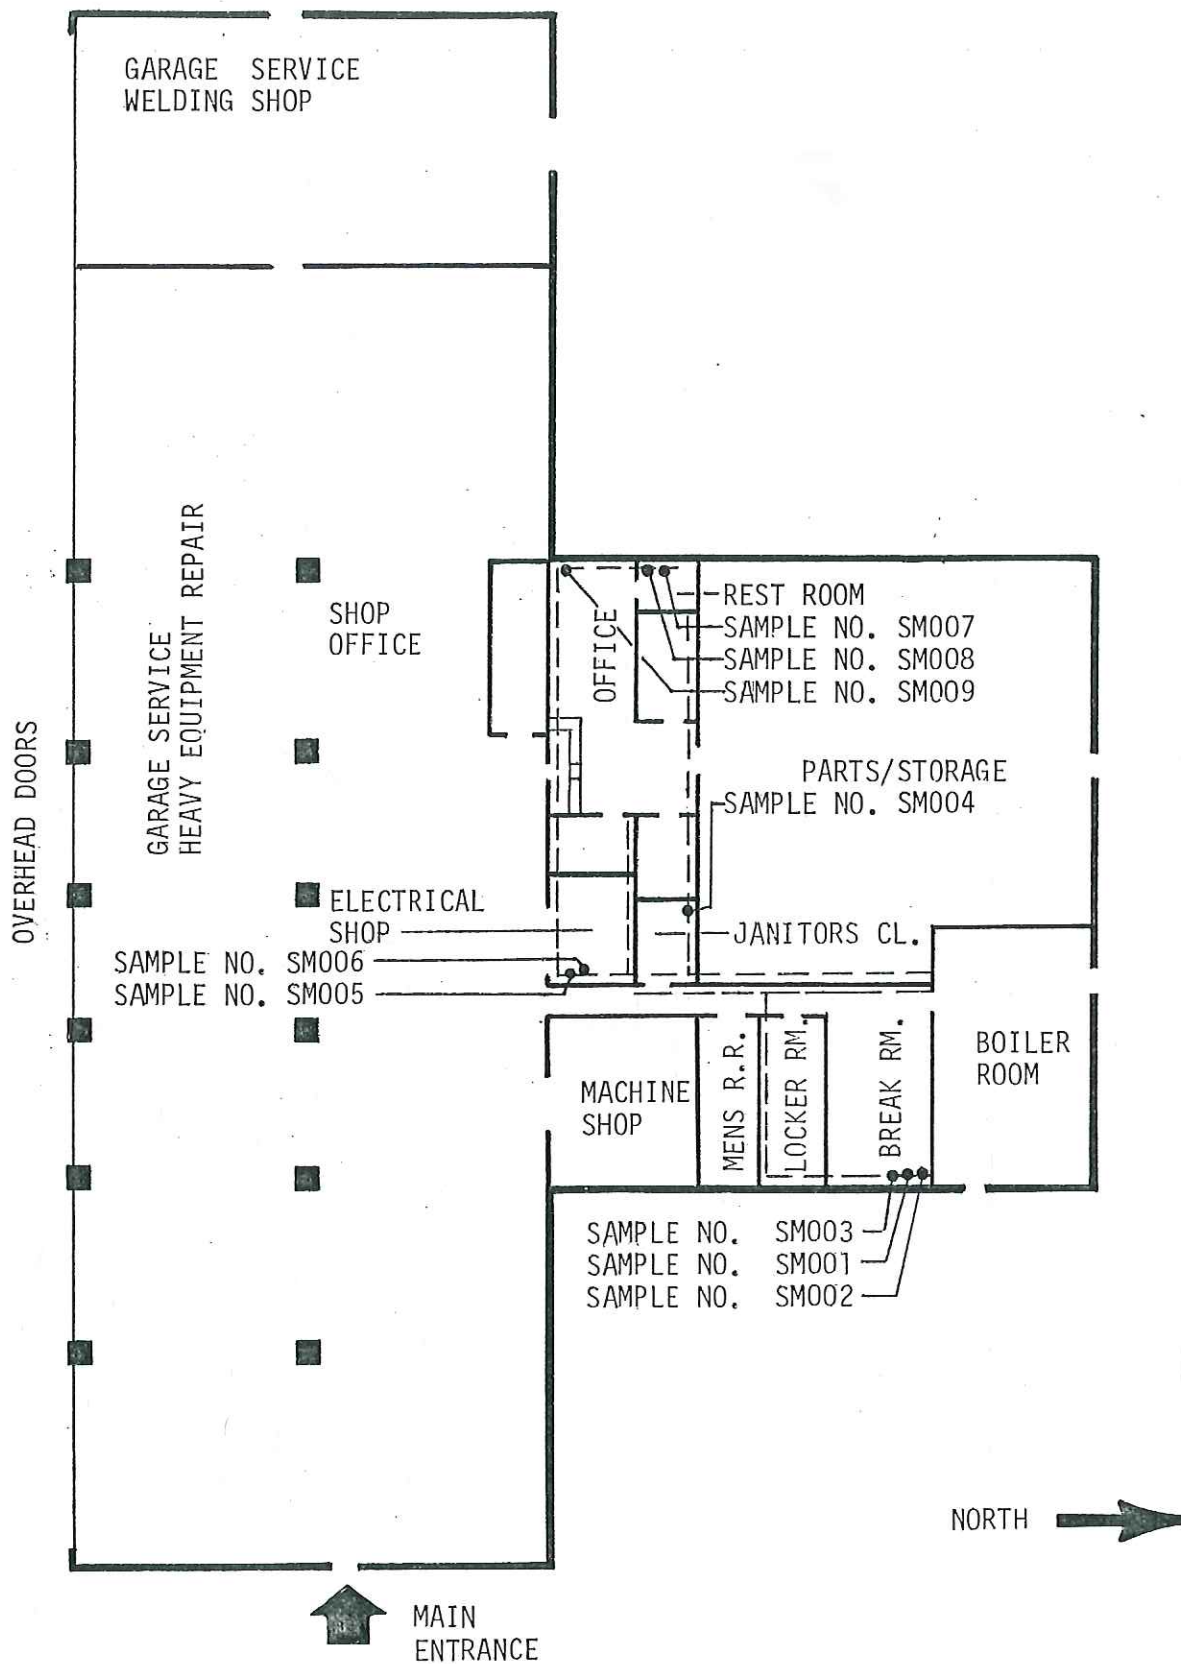 GARAGE SERVICE
WELDING SHOP
OVERHEAD DOORS
GARAGE SERVICE
HEAVY EQUIPMENT REPAIR
SHOP
OFFICE
OFFICE
REST ROOM
SAMPLE NO. SM007
SAMPLE NO. SM008
SAMPLE NO. SM009
PARTS/STORAGE
SAMPLE NO. SM004
ELECTRICAL
SHOP
JANITORS CL.
SAMPLE NO. SM006
SAMPLE NO. SM005
MACHINE
SHOP
MENS R.R.
LOCKER RM.
BREAK RM.
BOILER
ROOM
SAMPLE NO. SM003
SAMPLE NO. SM001
SAMPLE NO. SM002
NORTH
MAIN
ENTRANCE